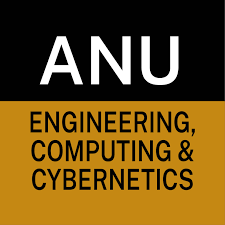 ANU
ENGINEERING,
COMPUTING &
CYBERNETICS